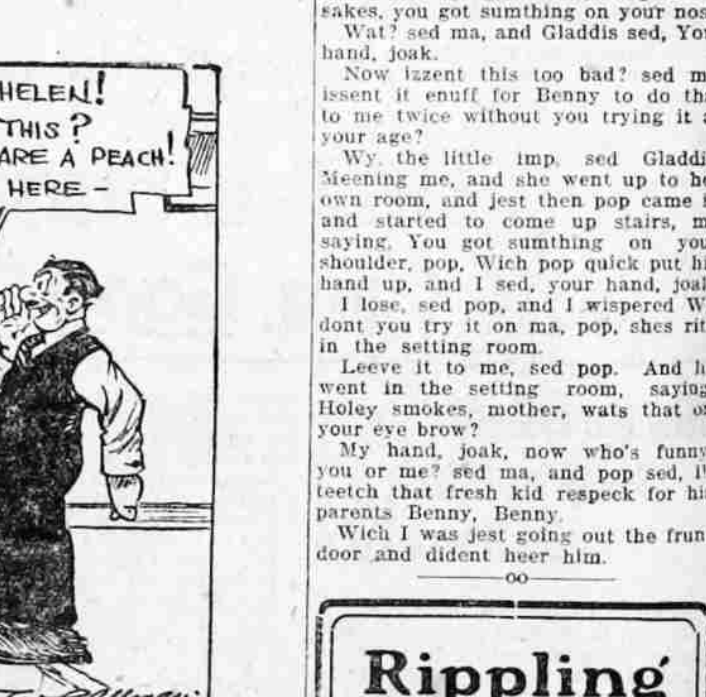 HELEN!
THIS?
ARE A PEACH!
HERE —
sakes, you got sumthing on your nos
Wat? sed ma, and Gladdis sed, You
hand, joak.
Now izzent this too bad? sed m
issent it enuff for Benny to do tha
to me twice without you trying it a
your age?
Wy, the little imp, sed Gladdi
Meening me, and she went up to he
own room, and jest then pop came i
and started to come up stairs, m
saying, You got sumthing on you
shoulder, pop, Wich pop quick put hi
hand up, and I sed, your hand, joak
I lose, sed pop, and I wispered W
dont you try it on ma, pop, shes rit
in the setting room.
Leeve it to me, sed pop. And h
went in the setting room, saying
Holey smokes, mother, wats that on
your eye brow?
My hand, joak, now who's funny
you or me? sed ma, and pop sed, I'
teetch that fresh kid respeck for his
parents Benny, Benny.
Wich I was jest going out the frun
door and dident heer him.
oo
Rippling